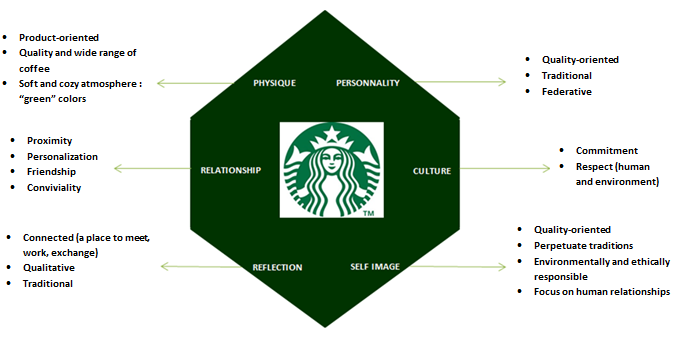 • Product-oriented
• Quality and wide range of
coffee
• Soft and cozy atmosphere :
“green” colors
PHYSIQUE
PERSONNALITY
• Quality-oriented
• Traditional
• Federative
• Proximity
• Personalization
• Friendship
• Conviviality
RELATIONSHIP
TM
CULTURE
• Commitment
• Respect (human
and environment)
• Connected (a place to meet,
work, exchange)
• Qualitative
• Traditional
REFLECTION
SELF IMAGE
• Quality-oriented
• Perpetuate traditions
• Environmentally and ethically
responsible
• Focus on human relationships